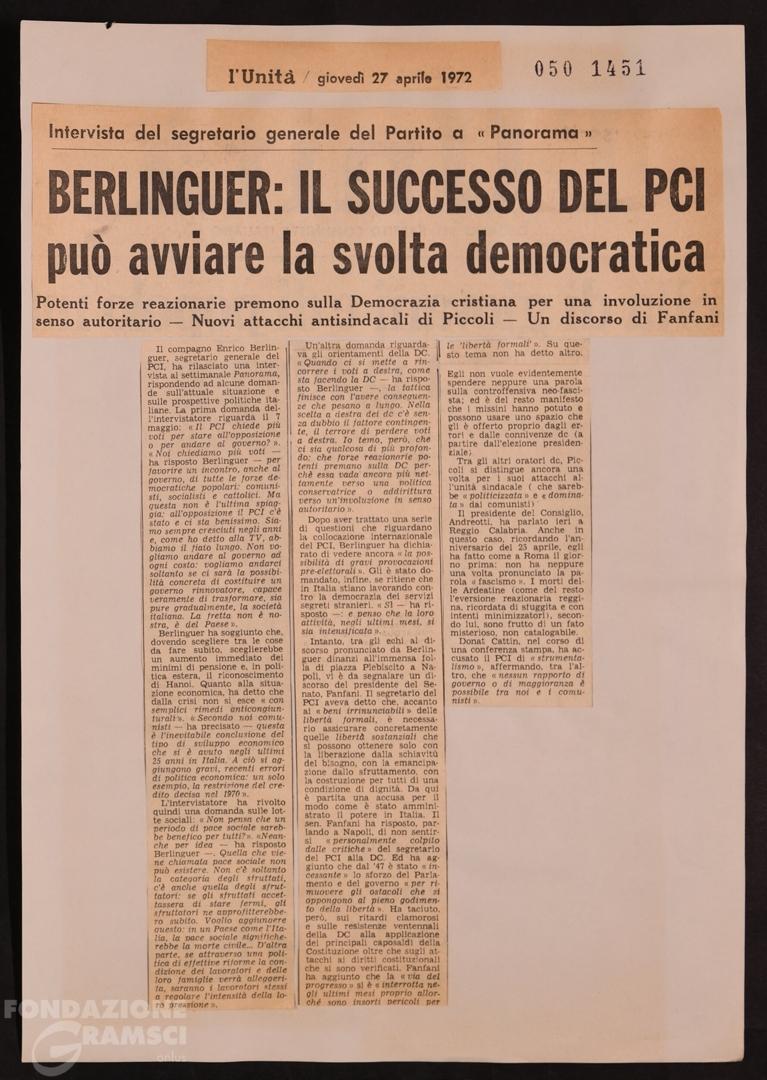 l'Unità / giovedì 27 aprile 1972
050 1451
Intervista del segretario generale del Partito a « Panorama »
BERLINGUER: IL SUCCESSO DEL PCI
può avviare la svolta democratica
Potenti forze reazionarie premono sulla Democrazia cristiana per una involuzione in
senso autoritario — Nuovi attacchi antisindacali di Piccoli — Un discorso di Fanfani
Il compagno Enrico Berlin-
guer, segretario generale del
PCI, ha rilasciato una inter-
vista al settimanale Panorama,
rispondendo ad alcune doman-
de sull'attuale situazione e
sulle prospettive politiche ita-
liane. La prima domanda del-
l'intervistatore riguarda il 7
maggio: « Il PCI chiede più
voti per stare all'opposizione
o per andare al governo? ».
« Noi chiediamo più voti —
ha risposto Berlinguer — per
favorire un incontro, anche al
governo, di tutte le forze de-
mocratiche popolari: comuni-
sti, socialisti e cattolici. Ma
questa non è l'ultima spiag-
gia: all'opposizione il PCI c'è
stato e ci sta benissimo. Sia-
mo sempre cresciuti negli anni
e, come ho detto alla TV, ab-
biamo il fiato lungo. Non vo-
gliamo andare al governo ad
ogni costo: vogliamo andarci
soltanto se ci sarà la possibi-
lità concreta di costituire un
governo rinnovatore, capace
veramente di trasformare, sia
pure gradualmente, la società
italiana. La fretta non è no-
stra, è del Paese ».
Berlinguer ha soggiunto che,
dovendo scegliere tra le cose
da fare subito, sceglierebbe
un aumento immediato dei
minimi di pensione e, in poli-
tica estera, il riconoscimento
di Hanoi. Quanto alla situa-
zione economica, ha detto che
dalla crisi non si esce « con
semplici rimedi anticongiun-
turali ». « Secondo noi comu-
nisti — ha precisato — questa
è l'inevitabile conclusione del
tipo di sviluppo economico
che si è avuto negli ultimi
25 anni in Italia. A ciò si ag-
giungono gravi, recenti errori
di politica economica: un solo
esempio, la restrizione del cre-
dito decisa nel 1970 ».
L'intervistatore ha rivolto
quindi una domanda sulle lot-
te sociali: « Non pensa che un
periodo di pace sociale sareb-
be benefico per tutti? ». « Nean-
che per idea — ha risposto
Berlinguer —. Quella che vie-
ne chiamata pace sociale non
può esistere. Non c'è soltanto
la categoria degli sfruttati,
c'è anche quella degli sfrut-
tatori: se gli sfruttati accet-
tassero di stare fermi, gli
sfruttatori ne approfitterebbe-
ro subito. Voglio aggiungere
questo: in un Paese come l'Ita-
lia, la pace sociale significhe-
rebbe la morte civile... D'altra
parte, se attraverso una poli-
tica di effettive riforme la con-
dizione dei lavoratori e delle
loro famiglie verrà alleggeri-
ta, saranno i lavoratori stessi
a regolare l'intensità della lo-
ro pressione ».
Un'altra domanda riguarda-
va gli orientamenti della DC.
« Quando ci si mette a rin-
correre i voti a destra, come
sta facendo la DC — ha rispo-
sto Berlinguer —, la tattica
finisce con l'avere conseguen-
ze che pesano a lungo. Nella
scelta a destra del dc c'è sen-
za dubbio il fattore contingen-
te, il terrore di perdere voti
a destra. Io temo, però, che
ci sia qualcosa di più profon-
do: che forze reazionarie po-
tenti premano sulla DC per-
chè essa vada ancora più net-
tamente verso una politica
conservatrice o addirittura
verso un'involuzione in senso
autoritario ».
Dopo aver trattato una serie
di questioni che riguardano
la collocazione internazionale
del PCI, Berlinguer ha dichia-
rato di vedere ancora « la pos-
sibilità di gravi provocazioni
pre-elettorali ». Gli è stato do-
mandato, infine, se ritiene che
in Italia stiano lavorando con-
tro la democrazia dei servizi
segreti stranieri. « Sì — ha ri-
sposto —: e penso che la loro
attività, negli ultimi mesi, si
sia intensificata ».
Intanto, tra gli echi al di-
scorso pronunciato da Berlin-
guer dinanzi all'immensa fol-
la di piazza Plebiscito a Na-
poli, vi è da segnalare un di-
scorso del presidente del Se-
nato, Fanfani. Il segretario del
PCI aveva detto che, accanto
ai « beni irrinunciabili » delle
libertà formali, è necessa-
rio assicurare concretamente
quelle libertà sostanziali che
si possono ottenere solo con
la liberazione dalla schiavitù
del bisogno, con la emancipa-
zione dallo sfruttamento, con
la costruzione per tutti di una
condizione di dignità. Da qui
è partita una accusa per il
modo come è stato ammini-
strato il potere in Italia. Il
sen. Fanfani ha risposto, par-
lando a Napoli, di non sentir-
si « personalmente colpito
dalle critiche » del segretario
del PCI alla DC. Ed ha ag-
giunto che dal '47 è stato « in-
cessante » lo sforzo del Parla-
mento e del governo « per ri-
muovere gli ostacoli che si
oppongono al pieno godimen-
to della libertà ». Ha taciuto,
però, sui ritardi clamorosi
e sulle resistenze ventennali
della DC alla applicazione
dei principali caposaldi della
Costituzione oltre che sugli at-
tacchi ai diritti costituzionali
che si sono verificati. Fanfani
ha aggiunto che la « via del
progresso » si è « interrotta ne-
gli ultimi mesi proprio allor-
chè sono insorti pericoli per
le 'libertà formali' ». Su que-
sto tema non ha detto altro.
Egli non vuole evidentemente
spendere neppure una parola
sulla controffensiva neo-fasci-
sta; ed è del resto manifesto
che i missini hanno potuto e
possono usare uno spazio che
gli è offerto proprio dagli er-
rori e dalle connivenze dc (a
partire dall'elezione presiden-
ziale).
Tra gli altri oratori dc, Pic-
coli si distingue ancora una
volta per i suoi attacchi al-
l'unità sindacale ( che sareb-
be « politicizzata » e « domina-
ta » dai comunisti)
Il presidente del Consiglio,
Andreotti, ha parlato ieri a
Reggio Calabria. Anche in
questo caso, ricordando l'an-
niversario del 25 aprile, egli
ha fatto come a Roma il gior-
no prima: non ha neppure
una volta pronunciato la pa-
rola « fascismo ». I morti del-
le Ardeatine (come del resto
l'eversione reazionaria reggi-
na, ricordata di sfuggita e con
intenti minimizzatori), secon-
do lui, sono frutto di un fato
misterioso, non catalogabile.
Donat Cattin, nel corso di
una conferenza stampa, ha ac-
cusato il PCI di « strumenta-
lismo », affermando, tra l'al-
tro, che « nessun rapporto di
governo o di maggioranza è
possibile tra noi e i comu-
nisti ».
FONDAZIONE
GRAMSCI
onlus